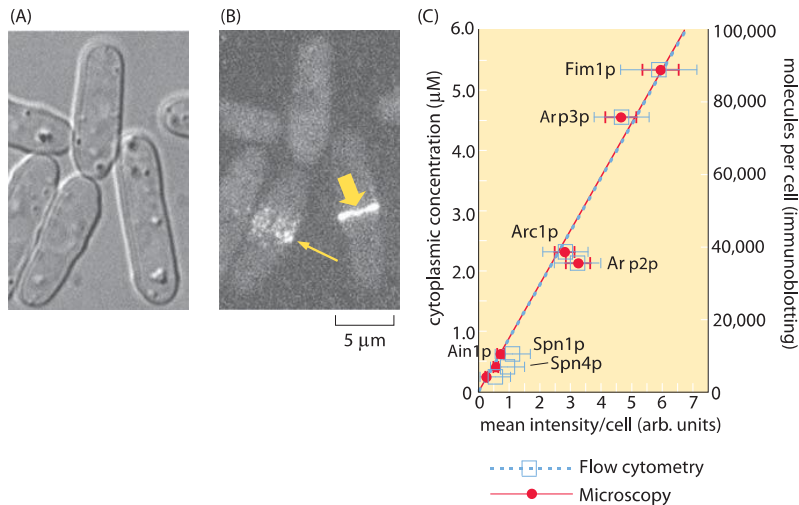 (A)
(B)
5 μm
(C)
cytoplasmic concentration (μM)
6.0
5.0
4.0
3.0
2.0
1.0
0
100,000
80,000
60,000
40,000
20,000
0
molecules per cell (immunoblotting)
Fim1p
Arp3p
Arc1p
Arp2p
Ain1p
Spn1p
Spn4p
0 1 2 3 4 5 6 7
mean intensity/cell (arb. units)
Flow cytometry
Microscopy